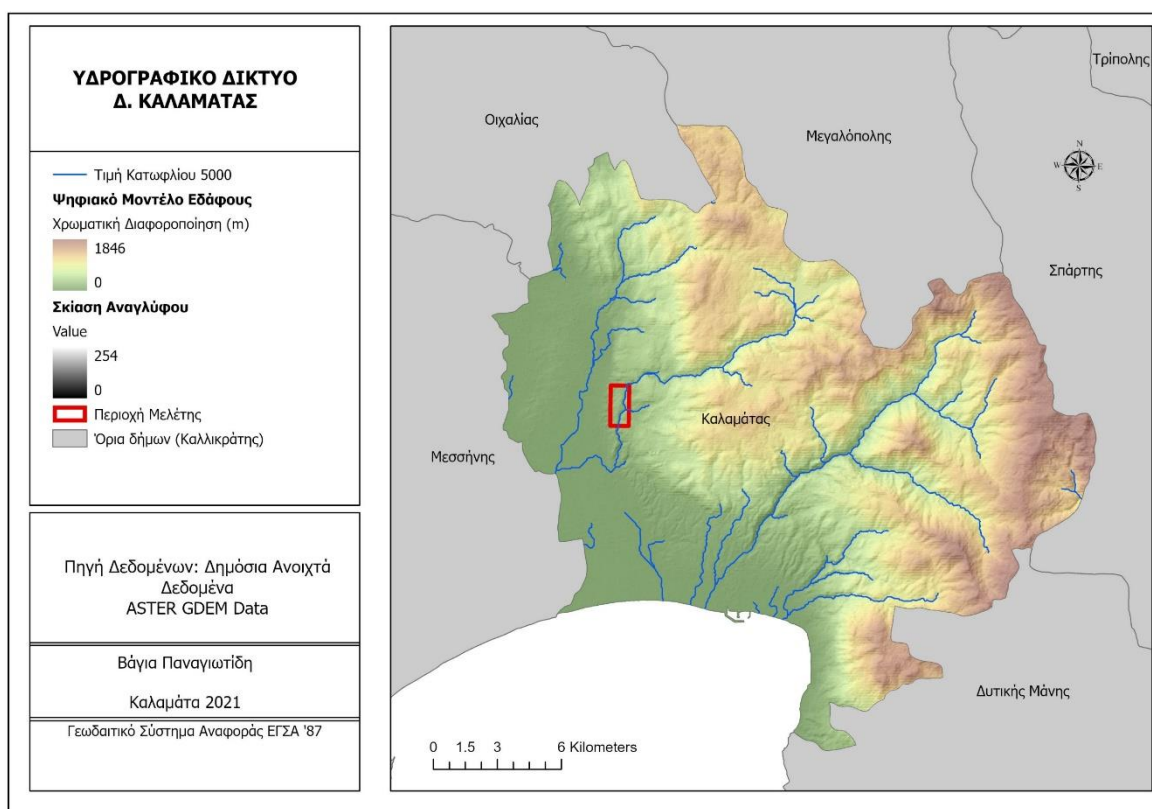 ΥΔΡΟΓΡΑΦΙΚΟ ΔΙΚΤΥΟ
Δ. ΚΑΛΑΜΑΤΑΣ
Τιμή Κατωφλίου 5000
Ψηφιακό Μοντέλο Εδάφους
Χρωματική Διαφοροποίηση (m)
1846
0
Σκίαση Αναγλύφου
Value
254
0
Περιοχή Μελέτης
Όρια δήμων (Καλλικράτης)
Πηγή Δεδομένων: Δημόσια Ανοιχτά
Δεδομένα
ASTER GDEM Data
Βάγια Παναγιωτίδη
Καλαμάτα 2021
Γεωδαιτικό Σύστημα Αναφοράς ΕΓΣΑ '87
Τρίπολης
Οιχαλίας
Μεγαλόπολης
N
W E
S
Σπάρτης
Καλαμάτας
Μεσσήνης
Δυτικής Μάνης
0 1.5 3 6 Kilometers